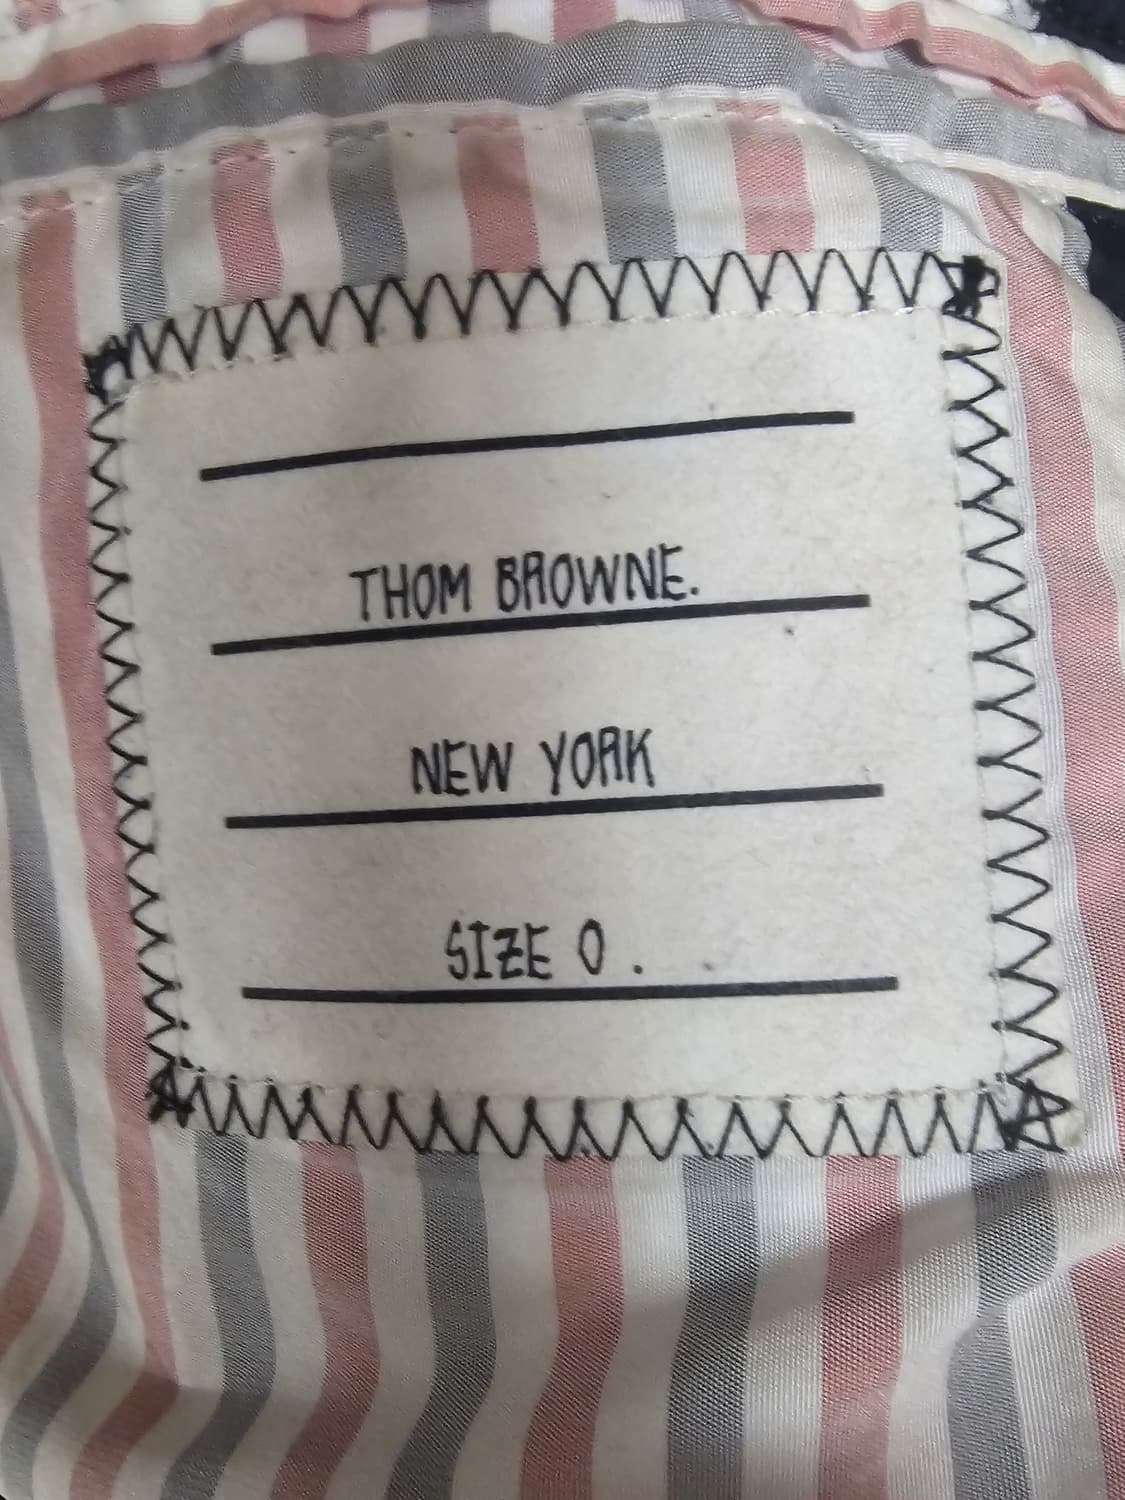 THOM BROWNE.
NEW YORK
SIZE 0.